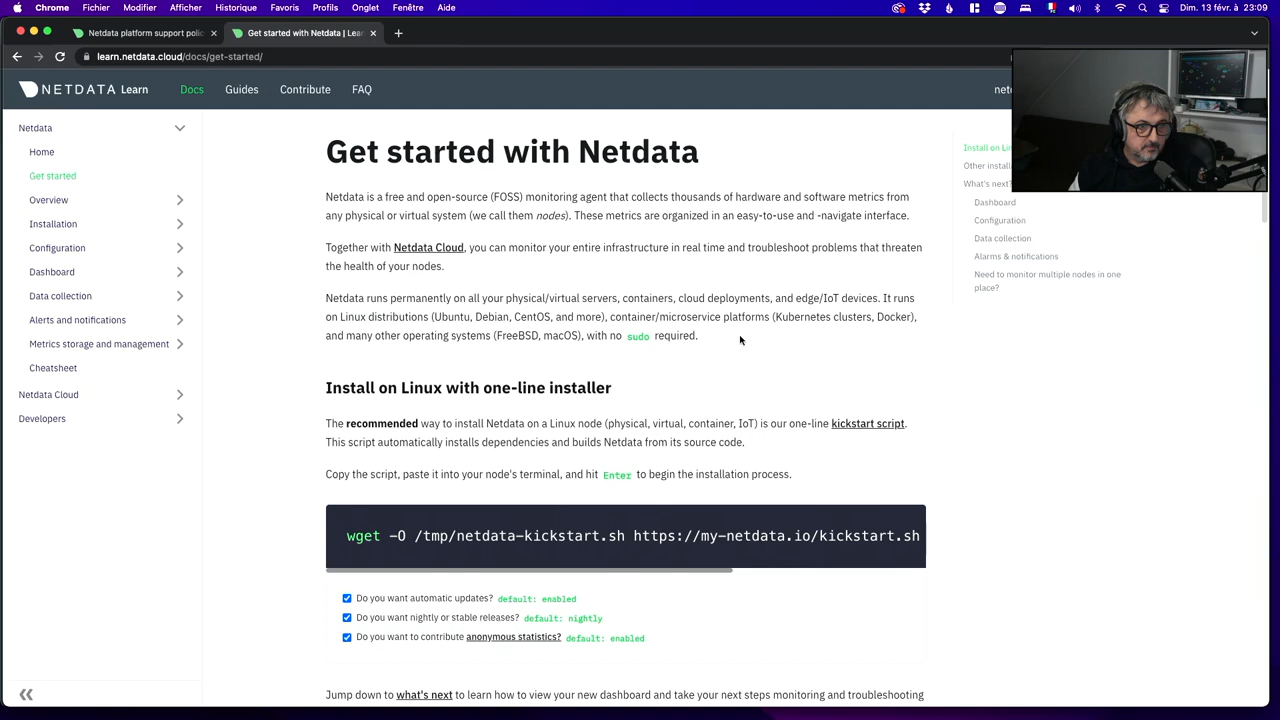 Chrome Fichier Modifier Afficher Historique Favoris Profils Onglet Fenêtre Aide
Dim. 13 fév. à 23:09
Netdata platform support polic
Get started with Netdata | Lear
learn.netdata.cloud/docs/get-started/
NETDATA Learn
Docs
Guides
Contribute
FAQ
Netdata
Home
Get started
Overview
Installation
Configuration
Dashboard
Data collection
Alerts and notifications
Metrics storage and management
Cheatsheet
Netdata Cloud
Developers
Get started with Netdata
Netdata is a free and open-source (FOSS) monitoring agent that collects thousands of hardware and software metrics from
any physical or virtual system (we call them nodes). These metrics are organized in an easy-to-use and -navigate interface.
Together with Netdata Cloud, you can monitor your entire infrastructure in real time and troubleshoot problems that threaten
the health of your nodes.
Netdata runs permanently on all your physical/virtual servers, containers, cloud deployments, and edge/IoT devices. It runs
on Linux distributions (Ubuntu, Debian, CentOS, and more), container/microservice platforms (Kubernetes clusters, Docker),
and many other operating systems (FreeBSD, macOS), with no sudo required.
Install on Linux with one-line installer
The recommended way to install Netdata on a Linux node (physical, virtual, container, IoT) is our one-line kickstart script.
This script automatically installs dependencies and builds Netdata from its source code.
Copy the script, paste it into your node's terminal, and hit Enter to begin the installation process.
wget -O /tmp/netdata-kickstart.sh https://my-netdata.io/kickstart.sh
Do you want automatic updates? default: enabled
Do you want nightly or stable releases? default: nightly
Do you want to contribute anonymous statistics? default: enabled
Jump down to what's next to learn how to view your new dashboard and take your next steps monitoring and troubleshooting
Install on Lin
Other install
What's next?
Dashboard
Configuration
Data collection
Alarms & notifications
Need to monitor multiple nodes in one
place?